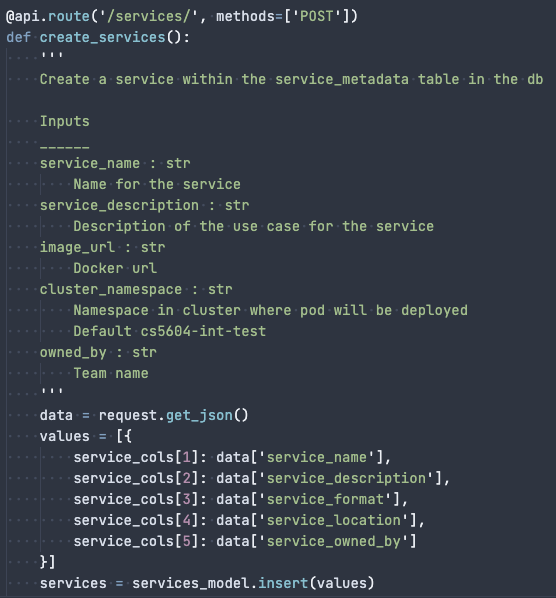 @api.route('/services/', methods=['POST'])
def create_services():
    '''
    Create a service within the service_metadata table in the db

    Inputs
    ______
    service_name : str
        Name for the service
    service_description : str
        Description of the use case for the service
    image_url : str
        Docker url
    cluster_namespace : str
        Namespace in cluster where pod will be deployed
        Default cs5604-int-test
    owned_by : str
        Team name
    '''
    data = request.get_json()
    values = [{
        service_cols[1]: data['service_name'],
        service_cols[2]: data['service_description'],
        service_cols[3]: data['service_format'],
        service_cols[4]: data['service_location'],
        service_cols[5]: data['service_owned_by']
    }]
    services = services_model.insert(values)